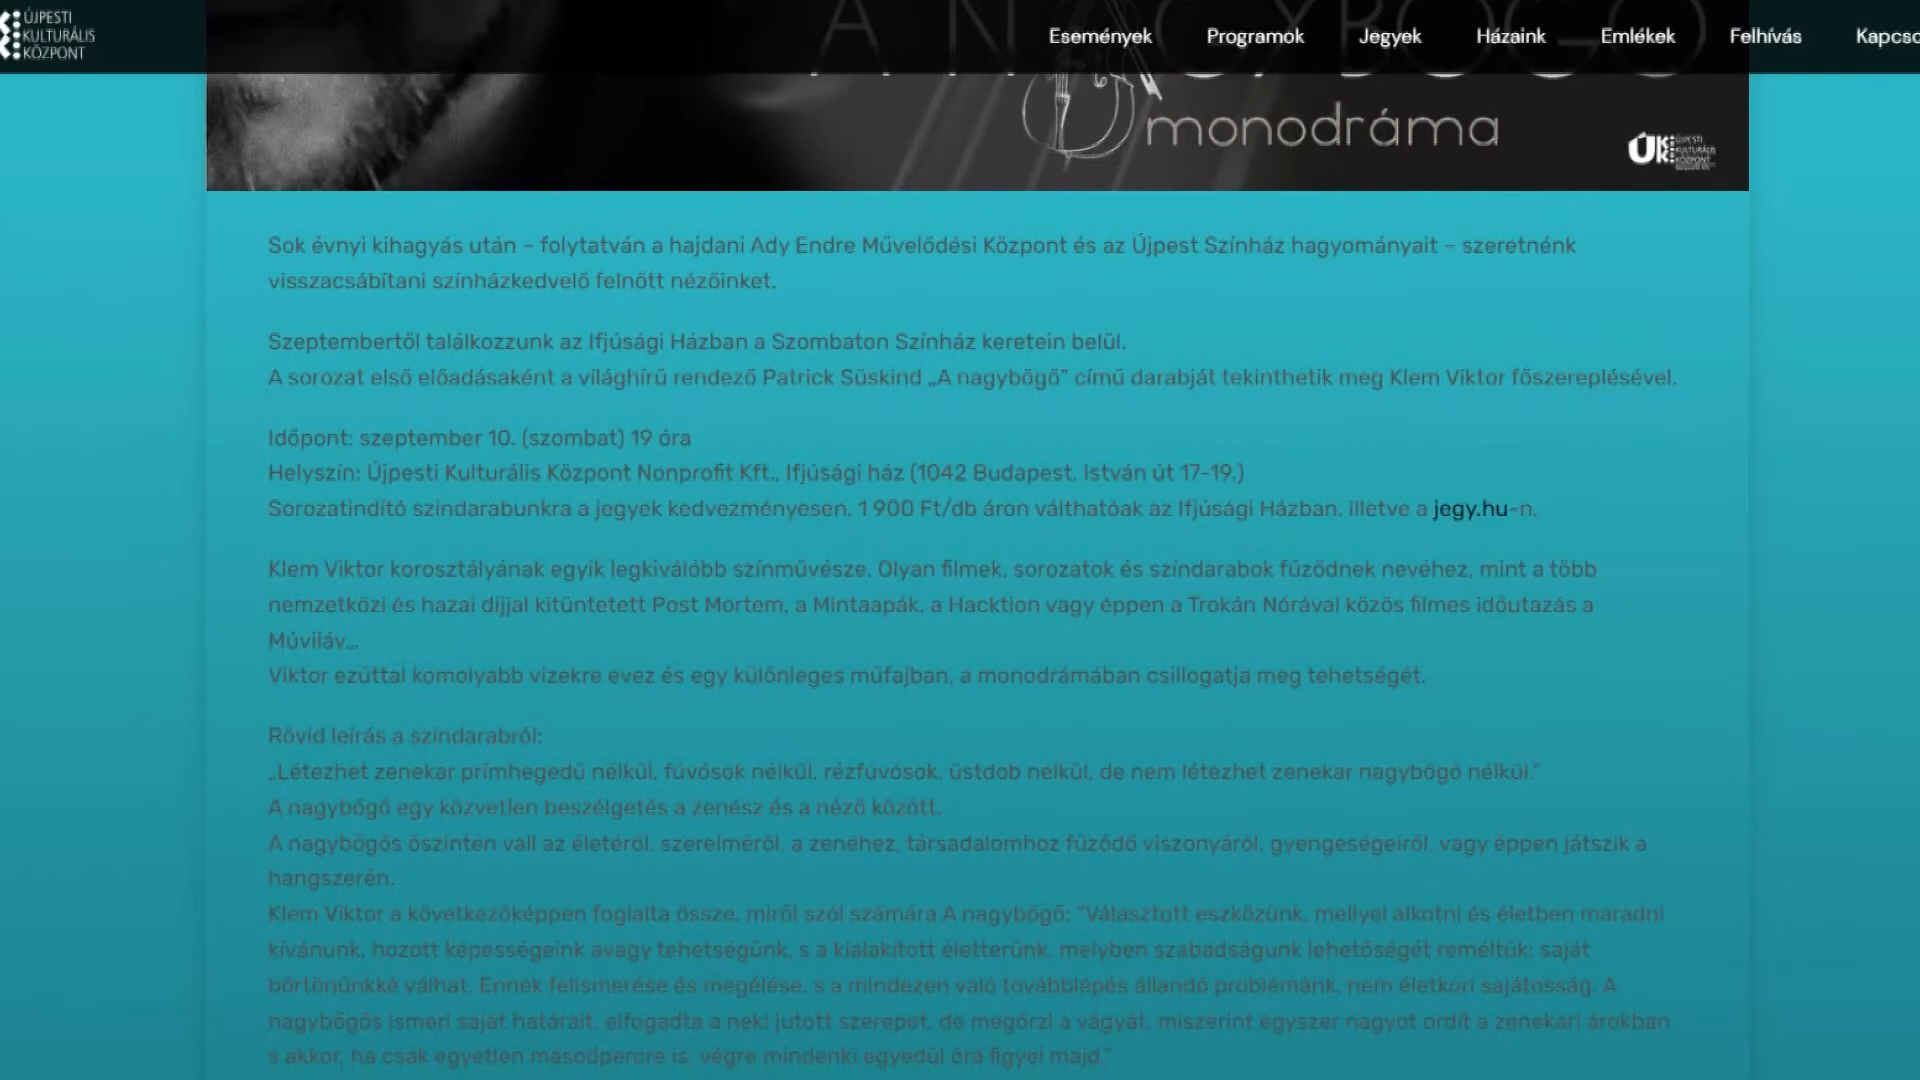 ÚJPESTI
KULTURÁLIS
KÖZPONT
Események Programok Jegyek Házaink Emlékek Felhívás Kapcso
A NAGYBŐGŐ
monodráma
ÚJPESTI
KULTURÁLIS
KÖZPONT
Sok évnyi kihagyás után – folytatván a hajdani Ady Endre Művelődési Központ és az Újpest Színház hagyományait – szeretnénk
visszacsábítani színházkedvelő felnőtt nézőinket.
Szeptembertől találkozzunk az Ifjúsági Házban a Szombaton Színház keretein belül.
A sorozat első előadásaként a világhírű rendező Patrick Süskind „A nagybőgő” című darabját tekinthetik meg Klem Viktor főszereplésével.
Időpont: szeptember 10. (szombat) 19 óra
Helyszín: Újpesti Kulturális Központ Nonprofit Kft., Ifjúsági ház (1042 Budapest, István út 17-19.)
Sorozatindító színdarabunkra a jegyek kedvezményesen, 1 900 Ft/db áron válthatóak az Ifjúsági Házban, illetve a jegy.hu-n.
Klem Viktor korosztályának egyik legkiválóbb színművésze. Olyan filmek, sorozatok és színdarabok fűződnek nevéhez, mint a több
nemzetközi és hazai díjjal kitüntetett Post Mortem, a Mintaapák, a Hacktion vagy éppen a Trokán Nórával közös filmes időutazás a
Műviláv…
Viktor ezúttal komolyabb vizekre evez és egy különleges műfajban, a monodrámában csillogatja meg tehetségét.
Rövid leírás a színdarabról:
„Létezhet zenekar prímhegedű nélkül, fúvósok nélkül, rézfúvósok, üstdob nélkül, de nem létezhet zenekar nagybőgő nélkül.”
A nagybőgő egy közvetlen beszélgetés a zenész és a néző között.
A nagybőgős őszintén vall az életéről, szerelméről, a zenéhez, társadalomhoz fűződő viszonyáról, gyengeségeiről, vagy éppen játszik a
hangszerén.
Klem Viktor a következőképpen foglalta össze, miről szól számára A nagybőgő: “Választott eszközünk, mellyel alkotni és életben maradni
kívánunk, hozott képességeink avagy tehetségünk, s a kialakított életterünk, melyben szabadságunk lehetőségét reméltük: saját
börtönünkké válhat. Ennek felismerése és megélése, s a mindezen való továbblépés állandó problémánk, nem életkori sajátosság. A
nagybőgős ismeri saját határait, elfogadta a neki jutott szerepet, de megőrzi a vágyát, miszerint egyszer nagyot ordít a zenekari árokban
s akkor, ha csak egyetlen másodpercre is, végre mindenki egyedül őrá figyel majd.”